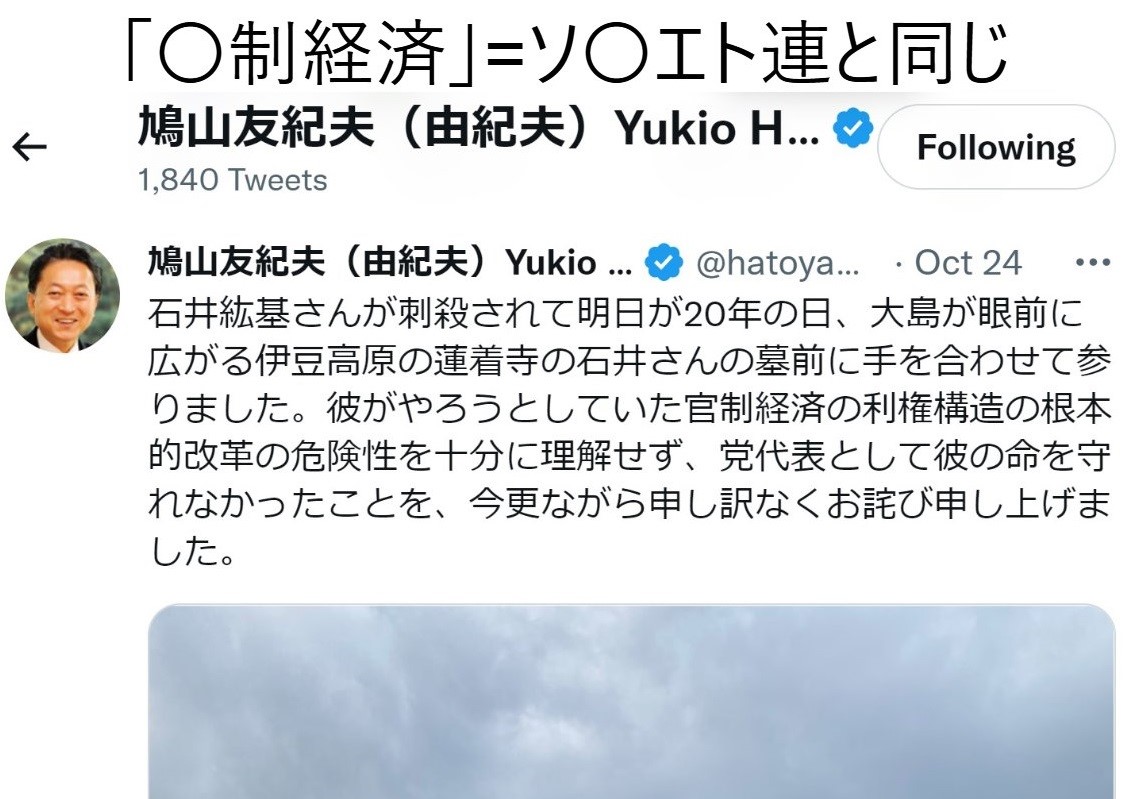 「〇制経済」=ソ〇エト連と同じ
鳩山友紀夫（由紀夫）Yukio H...
Following
1,840 Tweets
鳩山友紀夫（由紀夫）Yukio ... @hatoya... · Oct 24 ...
石井紘基さんが刺殺されて明日が20年の日、大島が眼前に
広がる伊豆高原の蓮着寺の石井さんの墓前に手を合わせて参
りました。彼がやろうとしていた官制経済の利権構造の根本
的改革の危険性を十分に理解せず、党代表として彼の命を守
れなかったことを、今更ながら申し訳なくお詫び申し上げま
した。